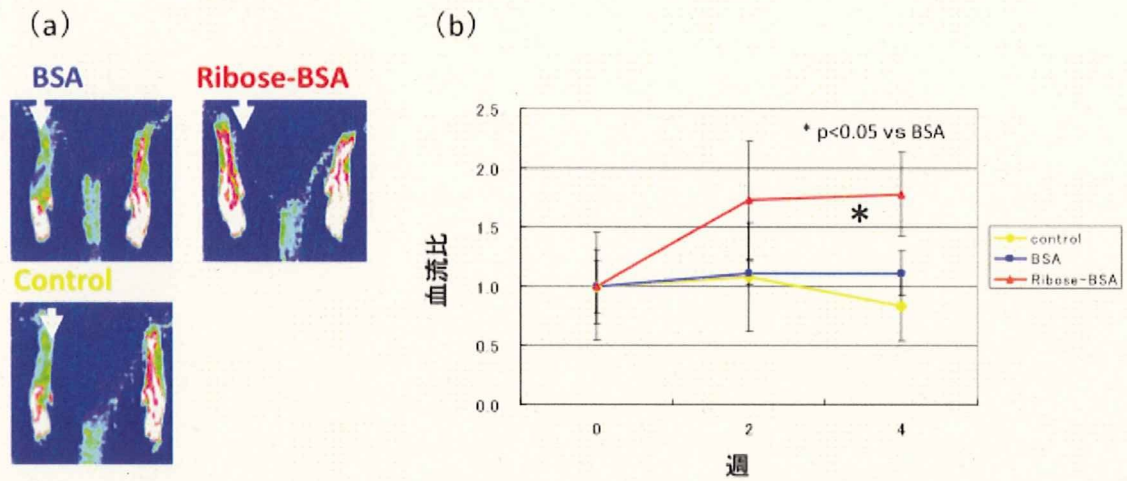 (a)
BSA
Ribose-BSA
Control
(b)
2.5
2.0
1.5
1.0
0.5
0.0
* p<0.05 vs BSA
*
血流比
0 2 4
週
control
BSA
Ribose-BSA